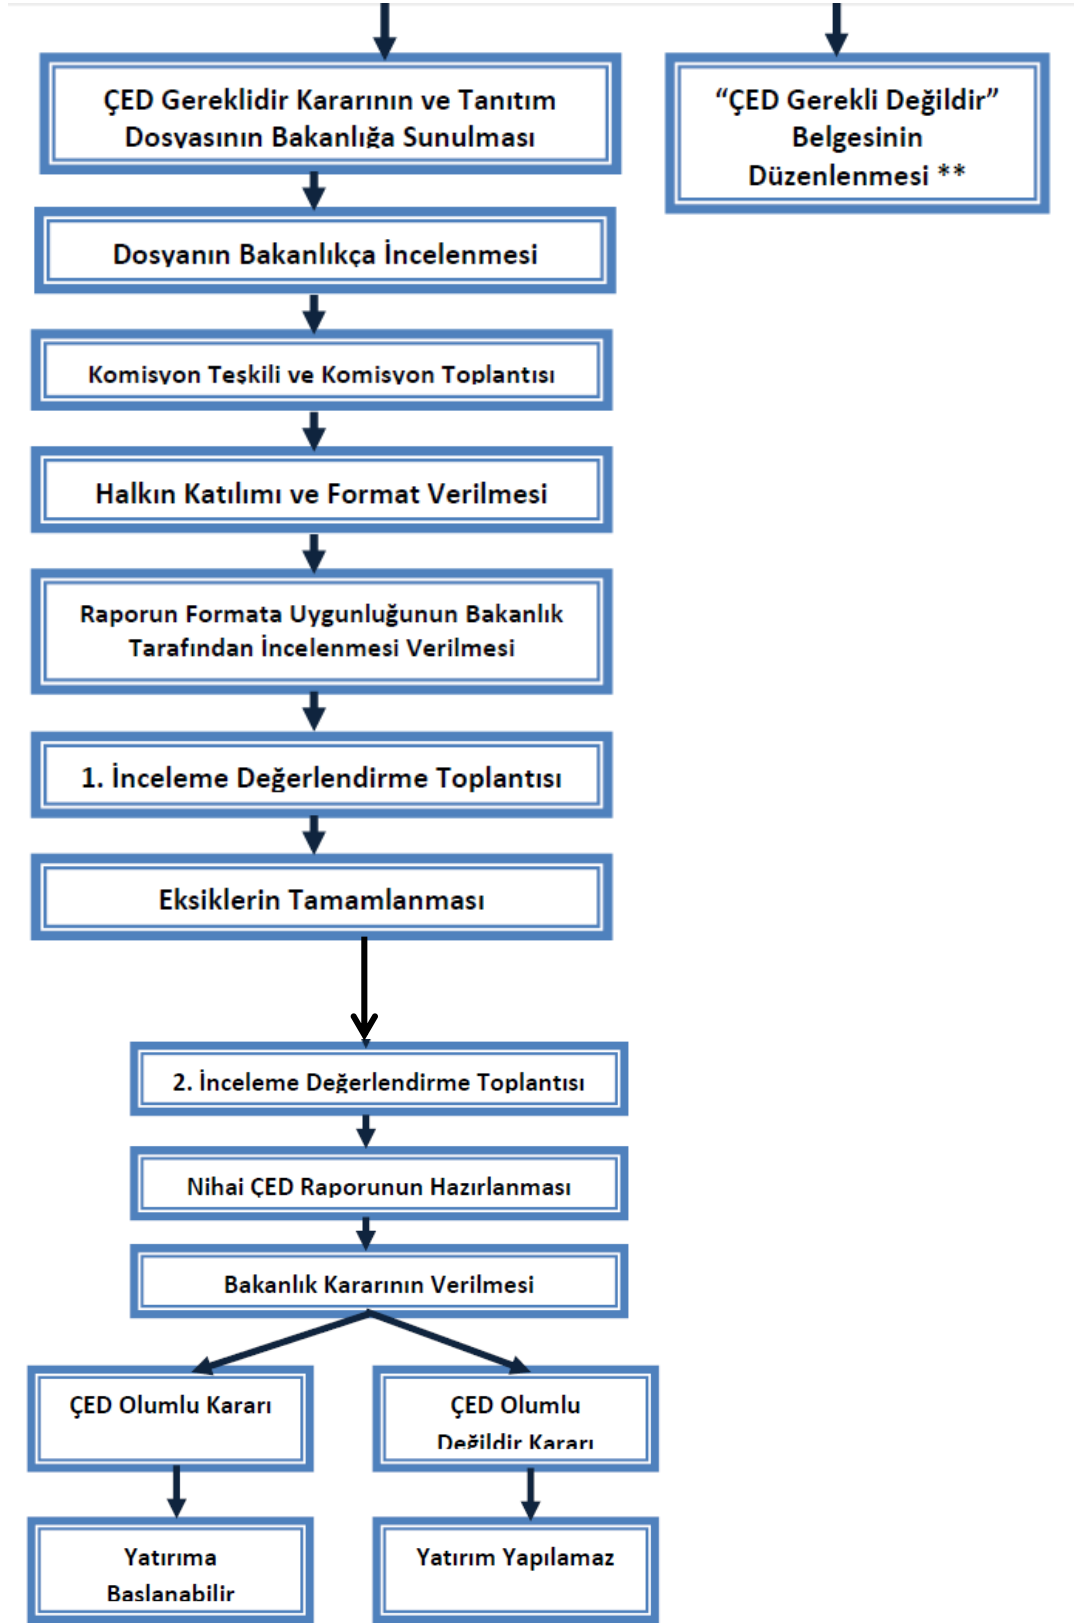 ÇED Gereklidir Kararının ve Tanıtım
Dosyasının Bakanlığa Sunulması
“ÇED Gerekli Değildir”
Belgesinin
Düzenlenmesi **
Dosyanın Bakanlıkça İncelenmesi
Komisyon Teşkili ve Komisyon Toplantısı
Halkın Katılımı ve Format Verilmesi
Raporun Formata Uygunluğunun Bakanlık
Tarafından İncelenmesi Verilmesi
1. İnceleme Değerlendirme Toplantısı
Eksiklerin Tamamlanması
2. İnceleme Değerlendirme Toplantısı
Nihai ÇED Raporunun Hazırlanması
Bakanlık Kararının Verilmesi
ÇED Olumlu Kararı
ÇED Olumlu
Değildir Kararı
Yatırıma
Başlanabilir
Yatırım Yapılamaz